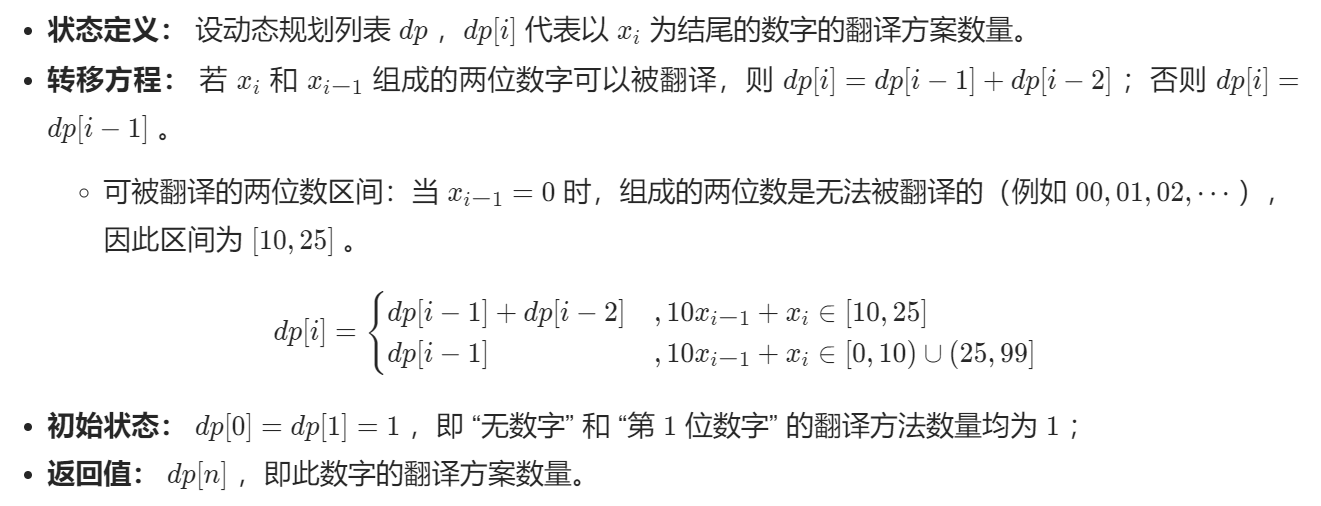 • 状态定义： 设动态规划列表 dp ，dp[i] 代表以 x_i 为结尾的数字的翻译方案数量。
• 转移方程： 若 x_i 和 x_{i−1} 组成的两位数字可以被翻译，则 dp[i] = dp[i − 1] + dp[i − 2] ；否则 dp[i] =
dp[i − 1] 。
◦ 可被翻译的两位数区间：当 x_{i−1} = 0 时，组成的两位数是无法被翻译的（例如 00, 01, 02, ⋯ ），
因此区间为 [10, 25] 。
dp[i] = { dp[i − 1] + dp[i − 2] , 10x_{i−1} + x_i ∈ [10, 25]
dp[i − 1] , 10x_{i−1} + x_i ∈ [0, 10) ∪ (25, 99]
• 初始状态： dp[0] = dp[1] = 1 ，即 “无数字” 和 “第 1 位数字” 的翻译方法数量均为 1 ；
• 返回值： dp[n] ，即此数字的翻译方案数量。